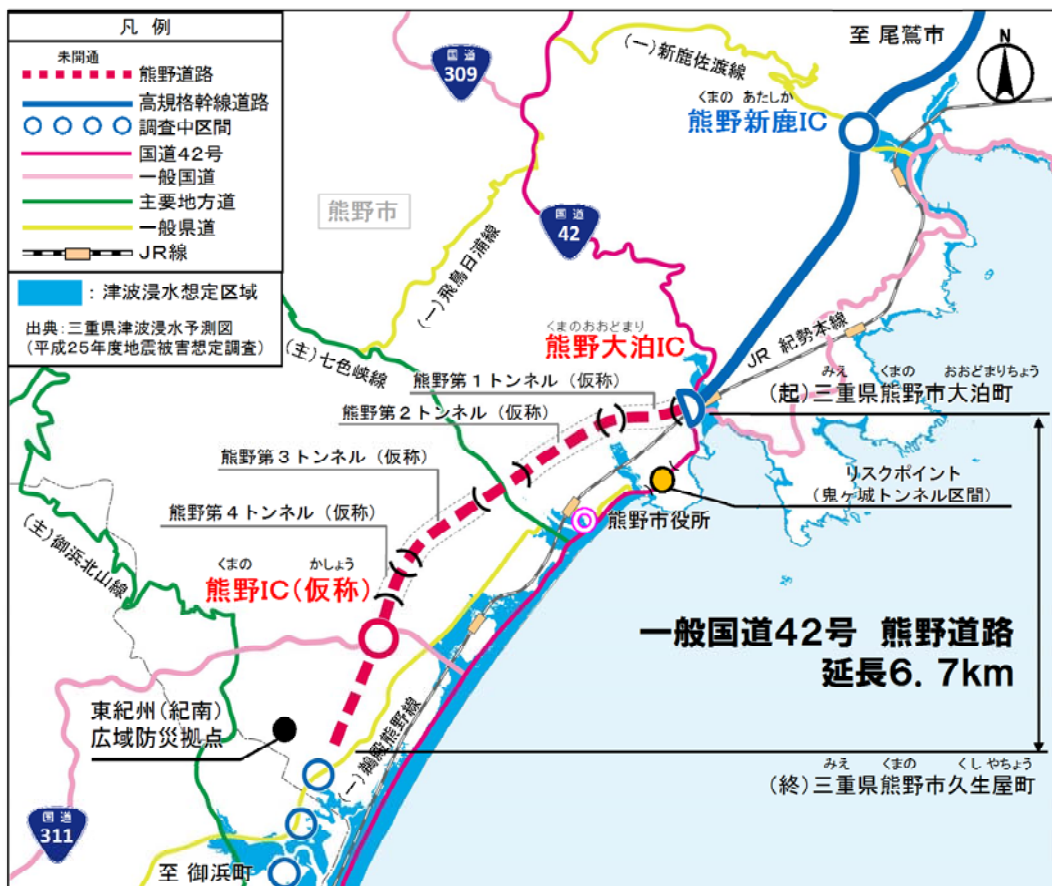 凡例
未開通
熊野道路
高規格幹線道路
調査中区間
国道42号
一般国道
主要地方道
一般県道
JR線
：津波浸水想定区域
出典：三重県津波浸水予測図
（平成25年度地震被害想定調査）
国道
309
(一)新鹿佐渡線
至 尾鷲市
N
くまの あたしか
熊野新鹿IC
熊野市
国道
42
(一)飛鳥日浦線
(主)七色峡線
くまのおおどまり
熊野大泊IC
JR 紀勢本線
みえ くまの おおどまりちょう
(起)三重県熊野市大泊町
熊野第１トンネル（仮称）
熊野第２トンネル（仮称）
熊野第３トンネル（仮称）
熊野第４トンネル（仮称）
リスクポイント
（鬼ヶ城トンネル区間）
熊野市役所
(主)御浜北山線
くまの かしょう
熊野IC(仮称)
一般国道42号 熊野道路
延長6.7km
東紀州(紀南)
広域防災拠点
(一)鵜殿熊野線
みえ くまの くしやちょう
(終)三重県熊野市久生屋町
国道
311
至 御浜町